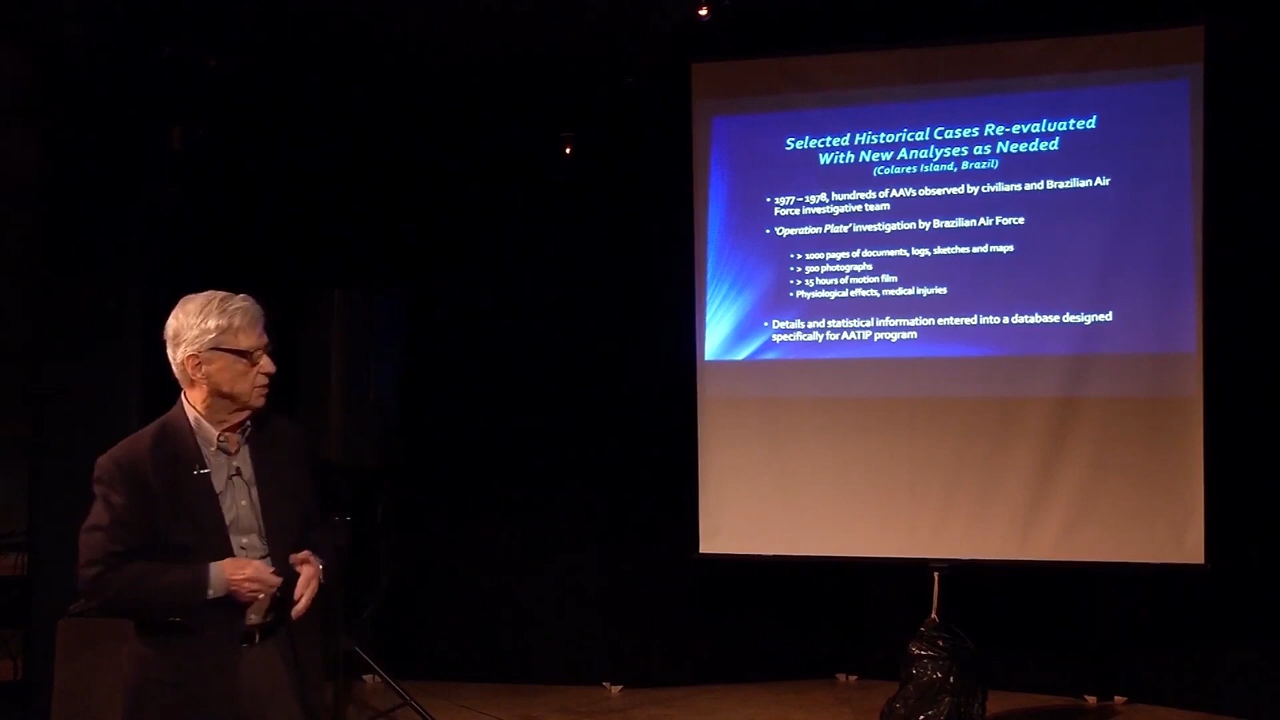 Selected Historical Cases Re-evaluated
With New Analyses as Needed
(Colares Island, Brazil)
• 1977 – 1978, hundreds of AAVs observed by civilians and Brazilian Air
Force investigative team
• 'Operation Plate' investigation by Brazilian Air Force
• > 1000 pages of documents, logs, sketches and maps
• > 500 photographs
• > 15 hours of motion film
• Physiological effects, medical injuries
• Details and statistical information entered into a database designed
specifically for AATIP program